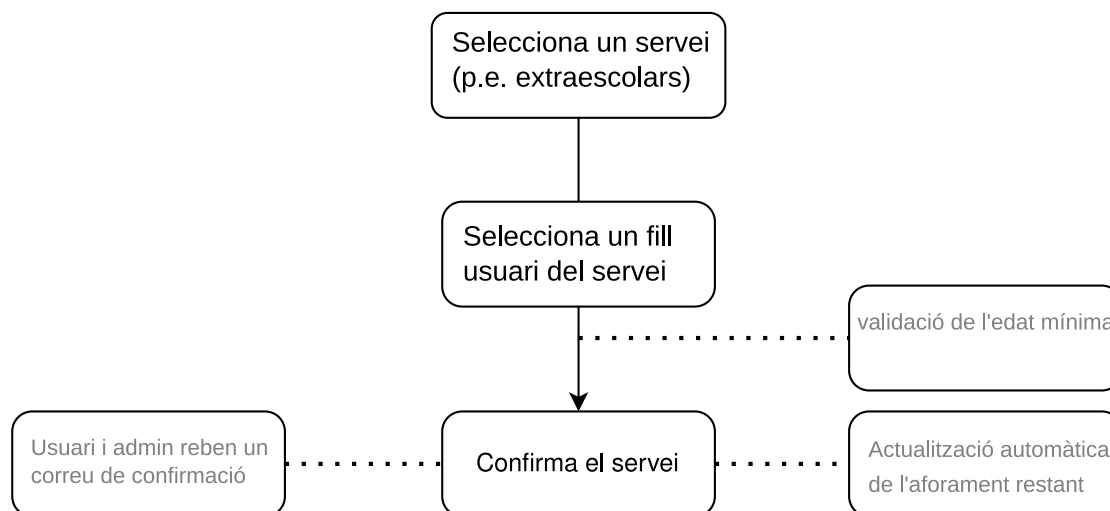 Selecciona un servei
(p.e. extraescolars)
Selecciona un fill
usuari del servei
validació de l'edat mínima
Usuari i admin reben un
correu de confirmació
Confirma el servei
Actualització automàtica
de l'aforament restant